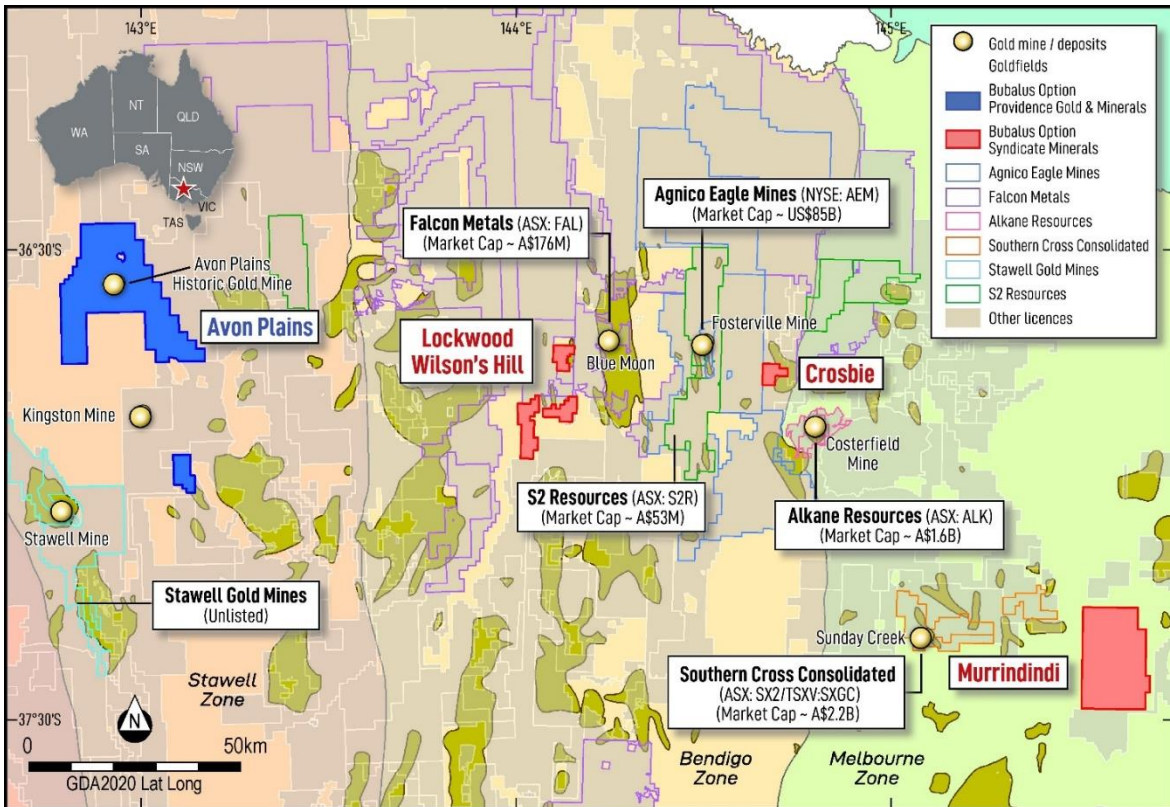 143°E
144°E
145°E
NT
QLD
WA
SA
NSW
VIC
TAS
36°30'S
37°30'S
Avon Plains
Historic Gold Mine
Avon Plains
Kingston Mine
Stawell Mine
Stawell Gold Mines
(Unlisted)
Stawell
Zone
N
0
50km
GDA2020 Lat Long
Falcon Metals (ASX: FAL)
(Market Cap ~ A$176M)
Agnico Eagle Mines (NYSE: AEM)
(Market Cap ~ US$85B)
Lockwood
Wilson's Hill
Blue Moon
Fosterville Mine
Crosbie
Costerfield
Mine
S2 Resources (ASX: S2R)
(Market Cap ~ A$53M)
Alkane Resources (ASX: ALK)
(Market Cap ~ A$1.6B)
Sunday Creek
Murrindindi
Southern Cross Consolidated
(ASX: SX2/TSXV:SXGC)
(Market Cap ~ A$2.2B)
Bendigo
Zone
Melbourne
Zone
Gold mine / deposits
Goldfields
Bubalus Option
Providence Gold & Minerals
Bubalus Option
Syndicate Minerals
Agnico Eagle Mines
Falcon Metals
Alkane Resources
Southern Cross Consolidated
Stawell Gold Mines
S2 Resources
Other licences